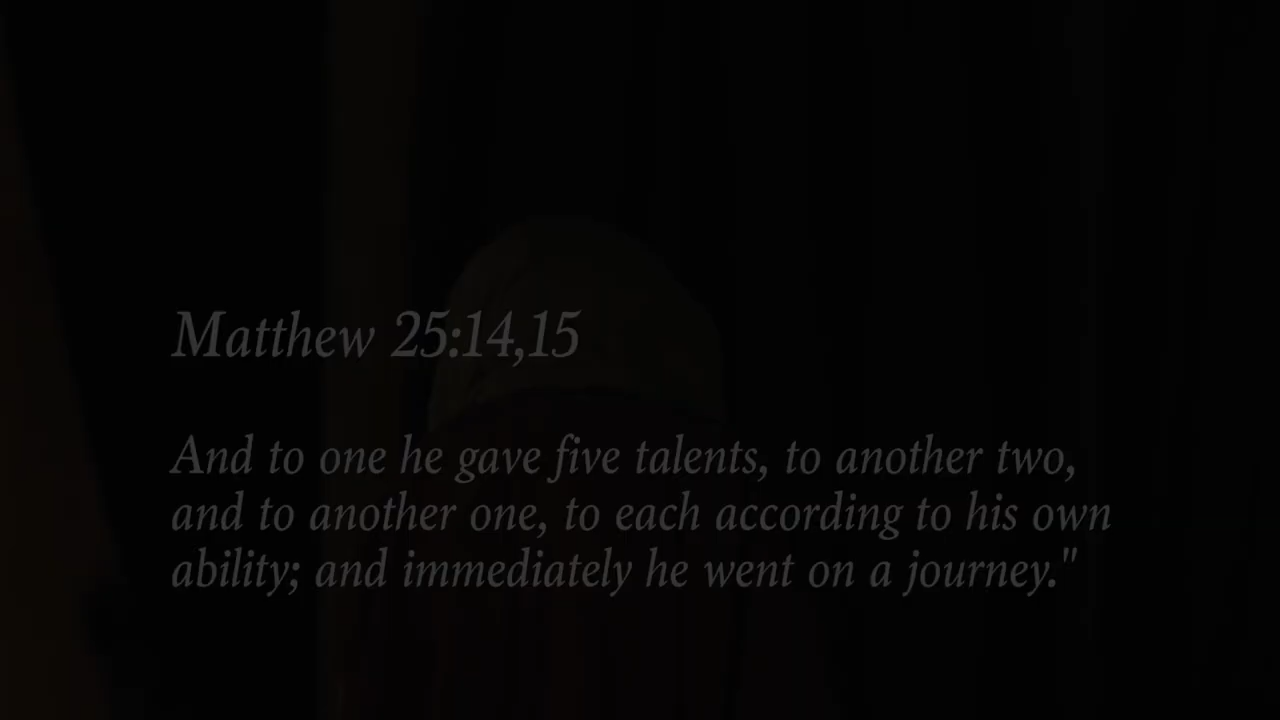 Matthew 25:14,15
And to one he gave five talents, to another two,
and to another one, to each according to his own
ability; and immediately he went on a journey."